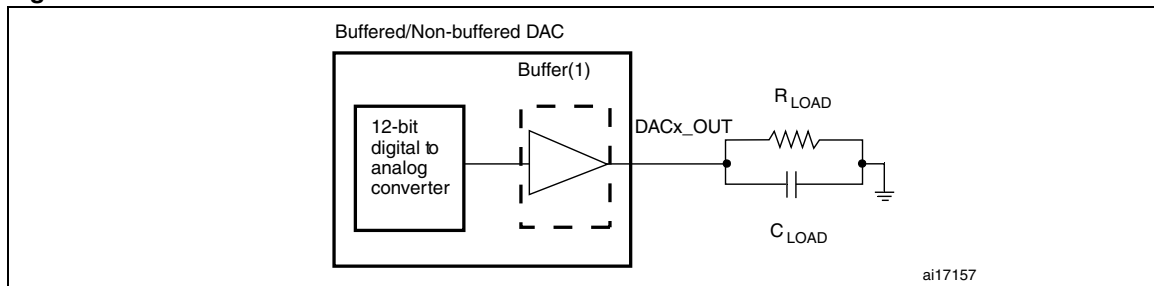 Buffered/Non-buffered DAC
Buffer(1)
12-bit
digital to
analog
converter
DACx_OUT
R LOAD
C LOAD
ai17157